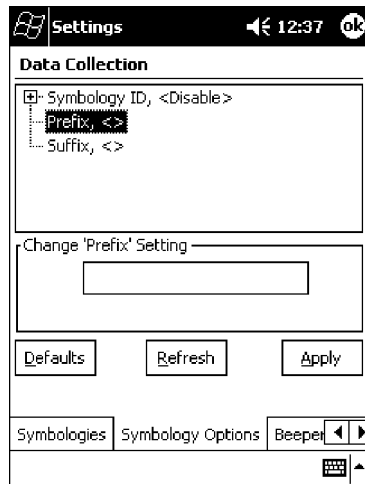 Settings 12:37 ok
Data Collection
Symbology ID, <Disable>
Prefix, <>
Suffix, <>
Change 'Prefix' Setting
Defaults Refresh Apply
Symbologies Symbology Options Beeper